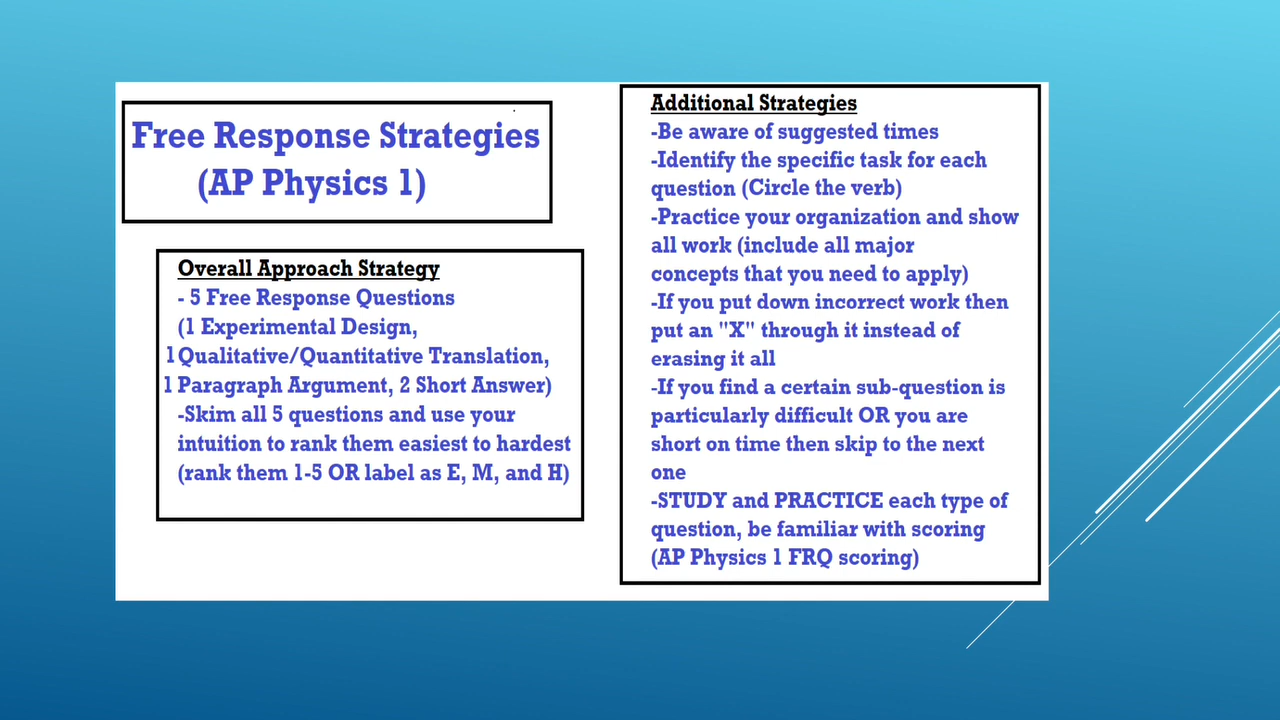 Free Response Strategies
(AP Physics 1)
Overall Approach Strategy
- 5 Free Response Questions
(1 Experimental Design,
1 Qualitative/Quantitative Translation,
1 Paragraph Argument, 2 Short Answer)
-Skim all 5 questions and use your
intuition to rank them easiest to hardest
(rank them 1-5 OR label as E, M, and H)
Additional Strategies
-Be aware of suggested times
-Identify the specific task for each
question (Circle the verb)
-Practice your organization and show
all work (include all major
concepts that you need to apply)
-If you put down incorrect work then
put an "X" through it instead of
erasing it all
-If you find a certain sub-question is
particularly difficult OR you are
short on time then skip to the next
one
-STUDY and PRACTICE each type of
question, be familiar with scoring
(AP Physics 1 FRQ scoring)